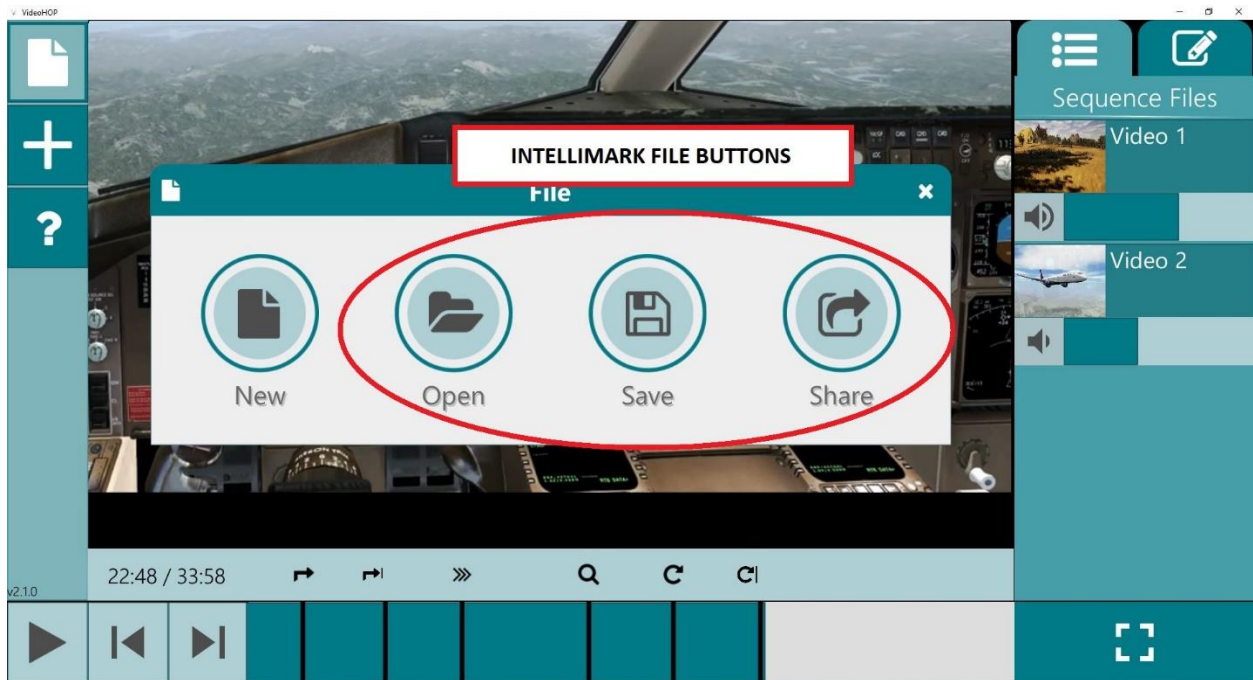 VideoHOP
Sequence Files
Video 1
Video 2
INTELLIMARK FILE BUTTONS
File
New
Open
Save
Share
22:48 / 33:58
v2.1.0